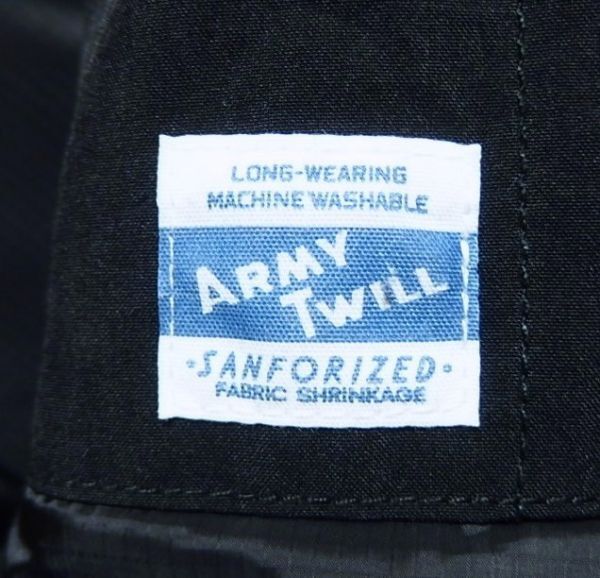 LONG-WEARING
MACHINE WASHABLE
ARMY
TWILL
·SANFORIZED·
FABRIC SHRINKAGE